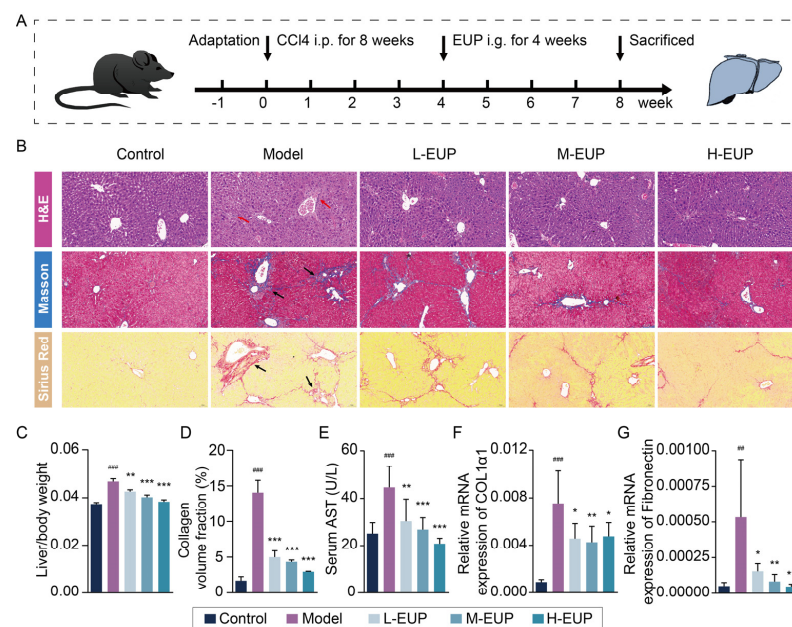 A
Adaptation
CCl4 i.p. for 8 weeks
EUP i.g. for 4 weeks
Sacrificed
-1 0 1 2 3 4 5 6 7 8 week
B
Control Model L-EUP M-EUP H-EUP
H&E
Masson
Sirius Red
C
Liver/body weight
0.06
0.04
0.02
0.00
###
**
***
***
D
Collagen
volume fraction (%)
20
15
10
5
0
###
***
^^^
***
E
Serum AST (U/L)
60
40
20
0
###
**
***
***
F
Relative mRNA
expression of COL1α1
0.012
0.008
0.004
0.000
###
*
**
*
G
Relative mRNA
expression of Fibronectin
0.00100
0.00075
0.00050
0.00025
0.00000
##
*
**
*
Control Model L-EUP M-EUP H-EUP